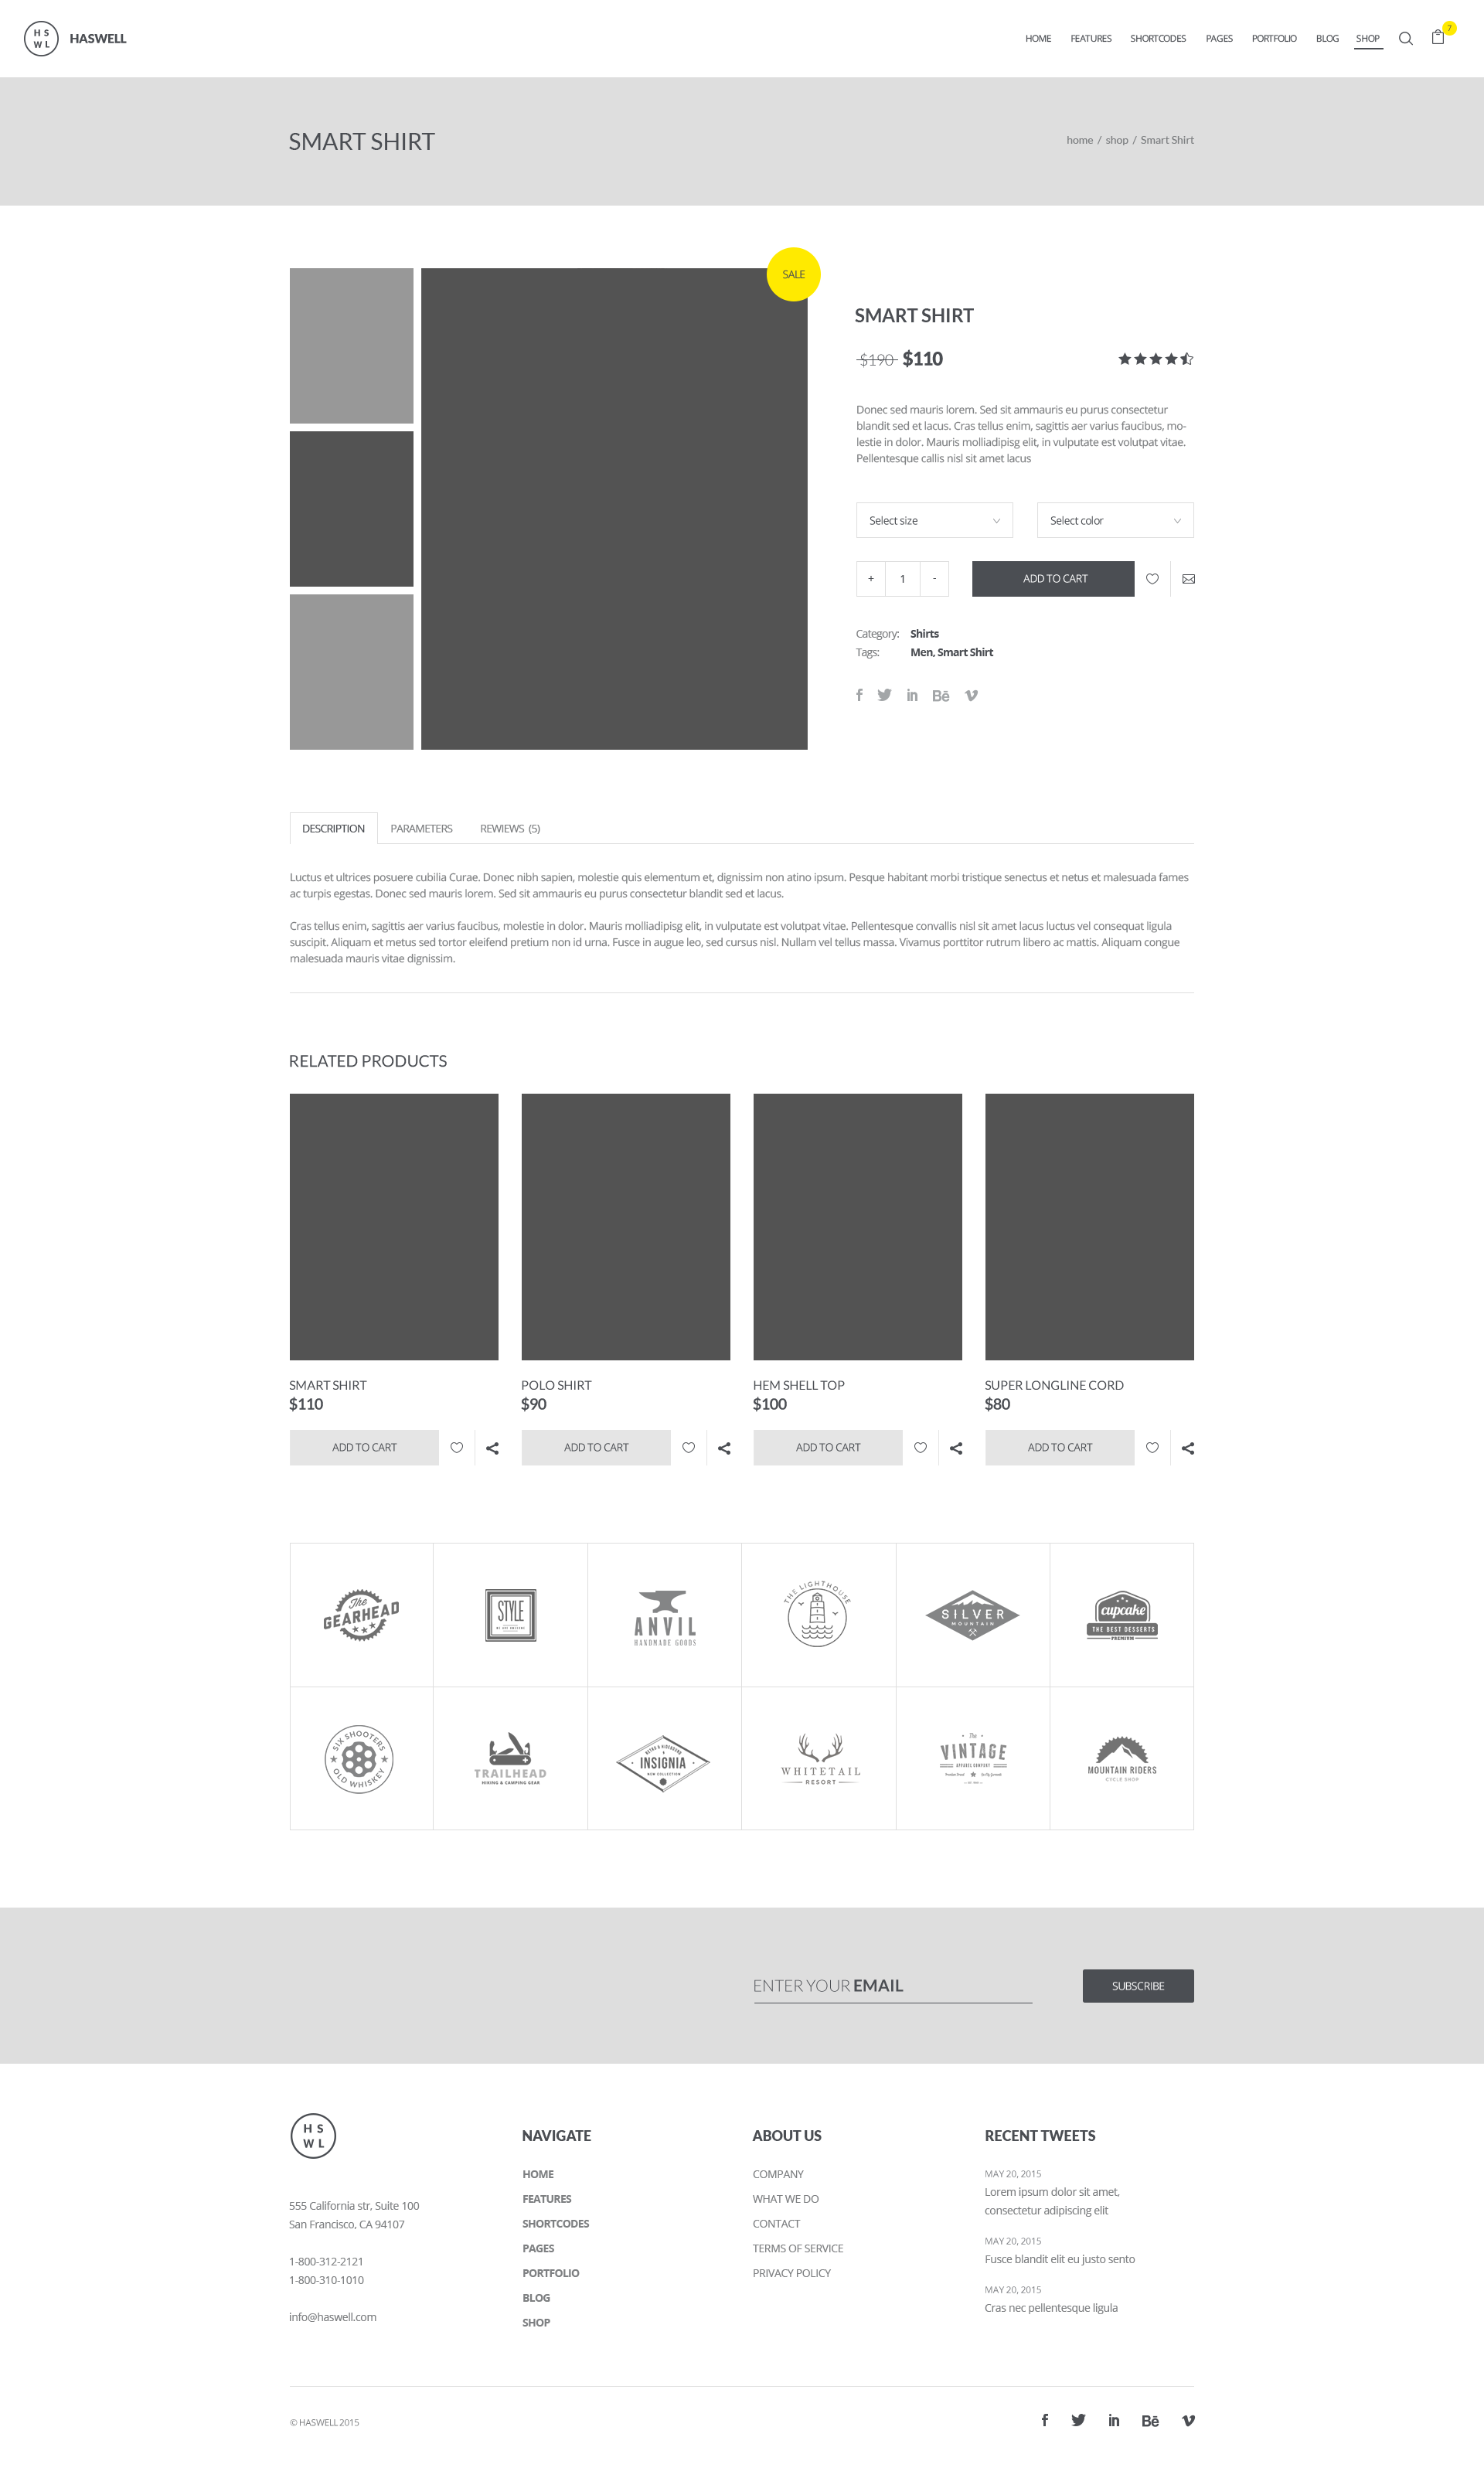 H S
W L
HASWELL
HOME FEATURES SHORTCODES PAGES PORTFOLIO BLOG SHOP
7
SMART SHIRT
home / shop / Smart Shirt
SALE
SMART SHIRT
$190 $110
Donec sed mauris lorem. Sed sit ammauris eu purus consectetur
blandit sed et lacus. Cras tellus enim, sagittis aer varius faucibus, mo-
lestie in dolor. Mauris molliadipisg elit, in vulputate est volutpat vitae.
Pellentesque callis nisl sit amet lacus
Select size
Select color
+ 1 -
ADD TO CART
Category: Shirts
Tags: Men, Smart Shirt
DESCRIPTION PARAMETERS REWIEWS (5)
Luctus et ultrices posuere cubilia Curae. Donec nibh sapien, molestie quis elementum et, dignissim non atino ipsum. Pesque habitant morbi tristique senectus et netus et malesuada fames
ac turpis egestas. Donec sed mauris lorem. Sed sit ammauris eu purus consectetur blandit sed et lacus.
Cras tellus enim, sagittis aer varius faucibus, molestie in dolor. Mauris molliadipisg elit, in vulputate est volutpat vitae. Pellentesque convallis nisl sit amet lacus luctus vel consequat ligula
suscipit. Aliquam et metus sed tortor eleifend pretium non id urna. Fusce in augue leo, sed cursus nisl. Nullam vel tellus massa. Vivamus porttitor rutrum libero ac mattis. Aliquam congue
malesuada mauris vitae dignissim.
RELATED PRODUCTS
SMART SHIRT
$110
ADD TO CART
POLO SHIRT
$90
ADD TO CART
HEM SHELL TOP
$100
ADD TO CART
SUPER LONGLINE CORD
$80
ADD TO CART
The
GEARHEAD
STYLE
WE ARE AWESOME
ANVIL
HANDMADE GOODS
THE LIGHTHOUSE
SILVER
MOUNTAIN
cupcake
THE BEST DESSERTS
PREMIUM
SIX SHOOTERS
OLD WHISKEY
TRAILHEAD
HIKING & CAMPING GEAR
INSIGNIA
NEW COLLECTION
WHITETAIL
RESORT
The
VINTAGE
APPAREL COMPANY
MOUNTAIN RIDERS
CYCLE SHOP
ENTER YOUR EMAIL
SUBSCRIBE
H S
W L
555 California str, Suite 100
San Francisco, CA 94107
1-800-312-2121
1-800-310-1010
info@haswell.com
NAVIGATE
HOME
FEATURES
SHORTCODES
PAGES
PORTFOLIO
BLOG
SHOP
ABOUT US
COMPANY
WHAT WE DO
CONTACT
TERMS OF SERVICE
PRIVACY POLICY
RECENT TWEETS
MAY 20, 2015
Lorem ipsum dolor sit amet,
consectetur adipiscing elit
MAY 20, 2015
Fusce blandit elit eu justo sento
MAY 20, 2015
Cras nec pellentesque ligula
© HASWELL 2015